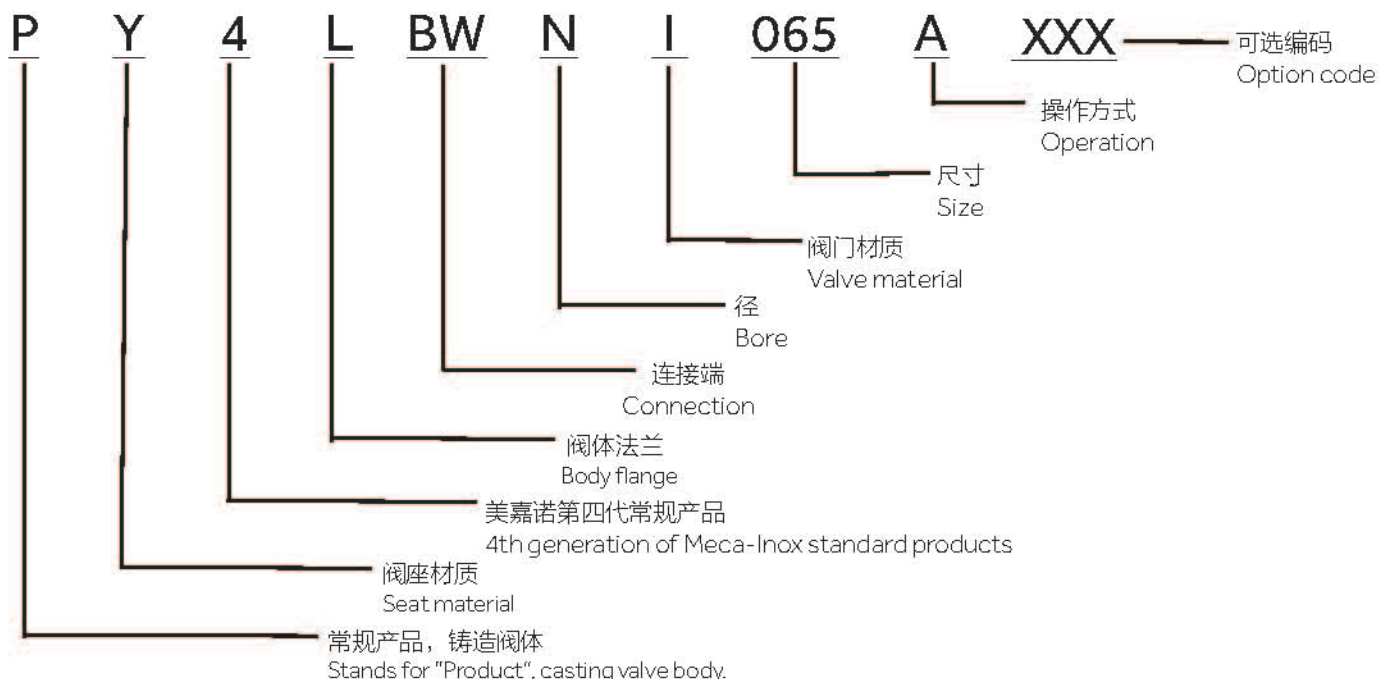 P Y 4 L BW N I 065 A XXX
可选编码
Option code
操作方式
Operation
尺寸
Size
阀门材质
Valve material
径
Bore
连接端
Connection
阀体法兰
Body flange
美嘉诺第四代常规产品
4th generation of Meca-Inox standard products
阀座材质
Seat material
常规产品，铸造阀体
Stands for "Product", casting valve body.